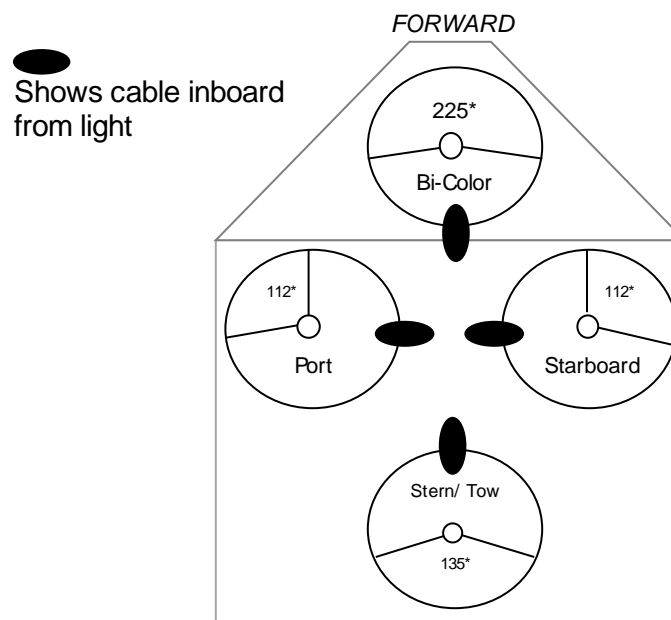 FORWARD
Shows cable inboard
from light
225*
Bi-Color
112*
Port
112*
Starboard
Stern/ Tow
135*